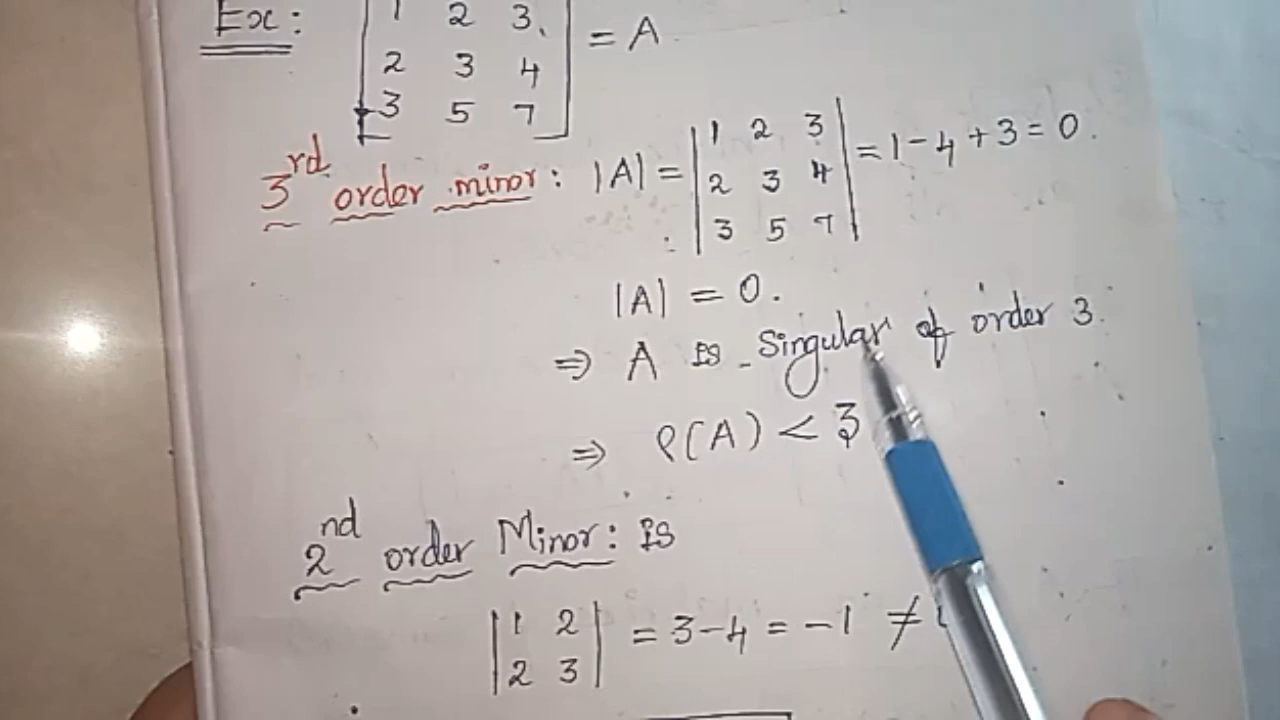 Ex: [1 2 3, = A
2 3 4
3 5 7]
3rd order minor: |A| = |1 2 3| = 1-4+3=0.
|2 3 4|
|3 5 7|
|A| = 0.
⇒ A is singular of order 3.
⇒ ρ(A) < 3
2nd order Minor: is
|1 2| = 3-4 = -1 ≠
|2 3|